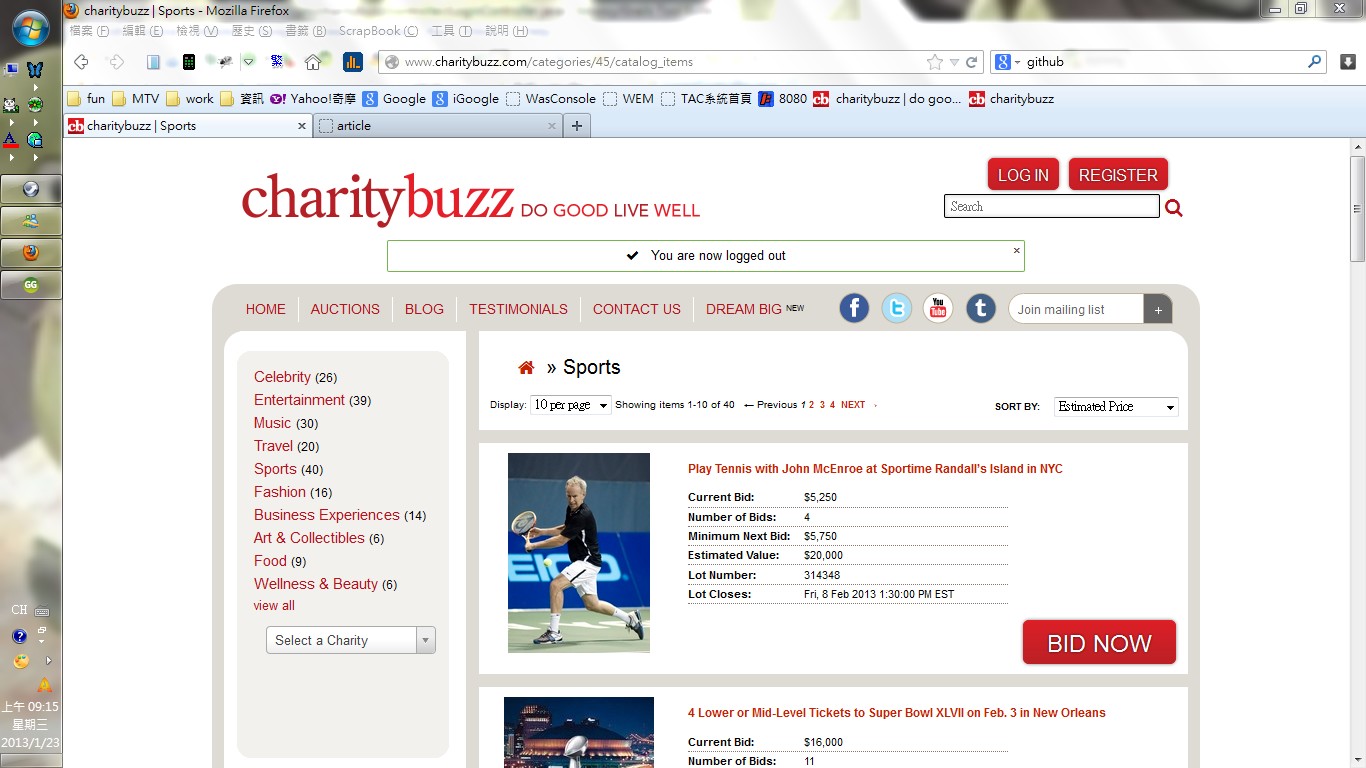 charitybuzz | Sports - Mozilla Firefox
檔案 (F) 編輯 (E) 檢視 (V) 歷史 (S) 書籤 (B) ScrapBook (C) 工具 (T) 說明 (H)
www.charitybuzz.com/categories/45/catalog_items
github
fun MTV work 資訊 Yahoo!奇摩 Google iGoogle WasConsole WEM TAC系統首頁 8080 charitybuzz | do goo... charitybuzz
charitybuzz | Sports
article
charitybuzz DO GOOD LIVE WELL
LOG IN REGISTER
Search
You are now logged out
HOME AUCTIONS BLOG TESTIMONIALS CONTACT US DREAM BIG NEW
You Tube
Join mailing list +
Celebrity (26)
Entertainment (39)
Music (30)
Travel (20)
Sports (40)
Fashion (16)
Business Experiences (14)
Art & Collectibles (6)
Food (9)
Wellness & Beauty (6)
view all
Select a Charity
» Sports
Display: 10 per page Showing items 1-10 of 40 ← Previous 1 2 3 4 NEXT
SORT BY: Estimated Price
Play Tennis with John McEnroe at Sportime Randall's Island in NYC
Current Bid: $5,250
Number of Bids: 4
Minimum Next Bid: $5,750
Estimated Value: $20,000
Lot Number: 314348
Lot Closes: Fri, 8 Feb 2013 1:30:00 PM EST
GEICO
BID NOW
4 Lower or Mid-Level Tickets to Super Bowl XLVII on Feb. 3 in New Orleans
Current Bid: $16,000
Number of Bids: 11
GG
CH
上午 09:15
星期三
2013/1/23